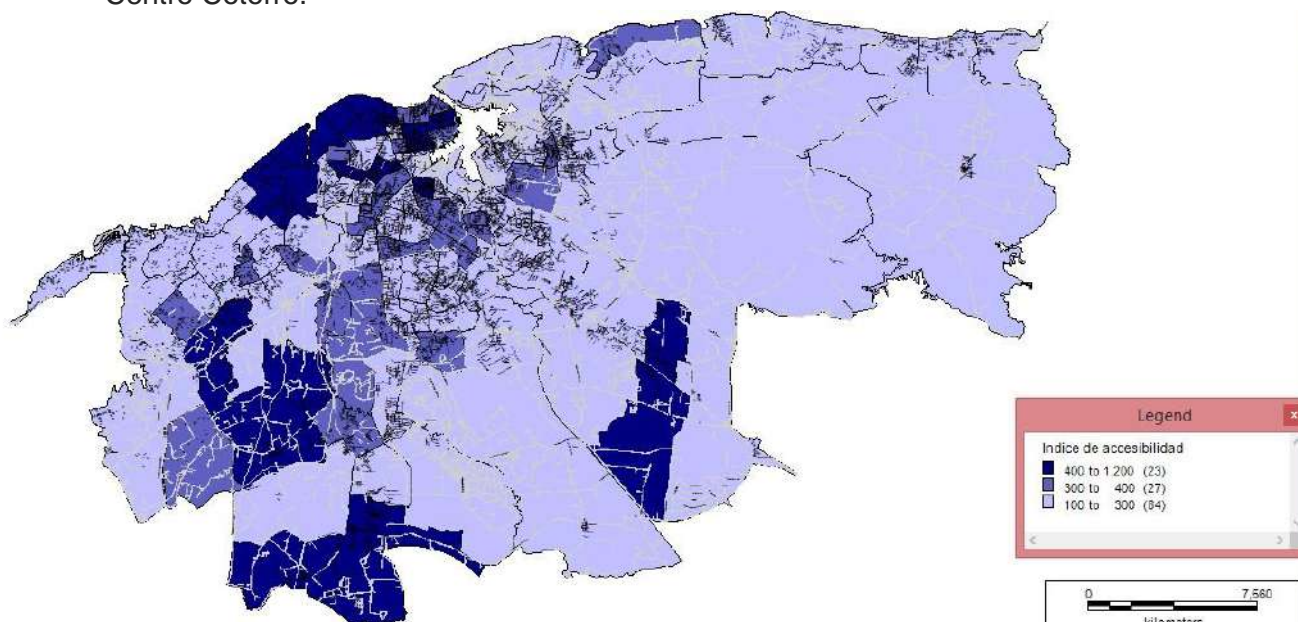 Centro Cotorro.
Legend
x
Indice de accesibilidad
400 to 1 200 (23)
300 to 400 (27)
100 to 300 (84)
0 7,560
kilometers